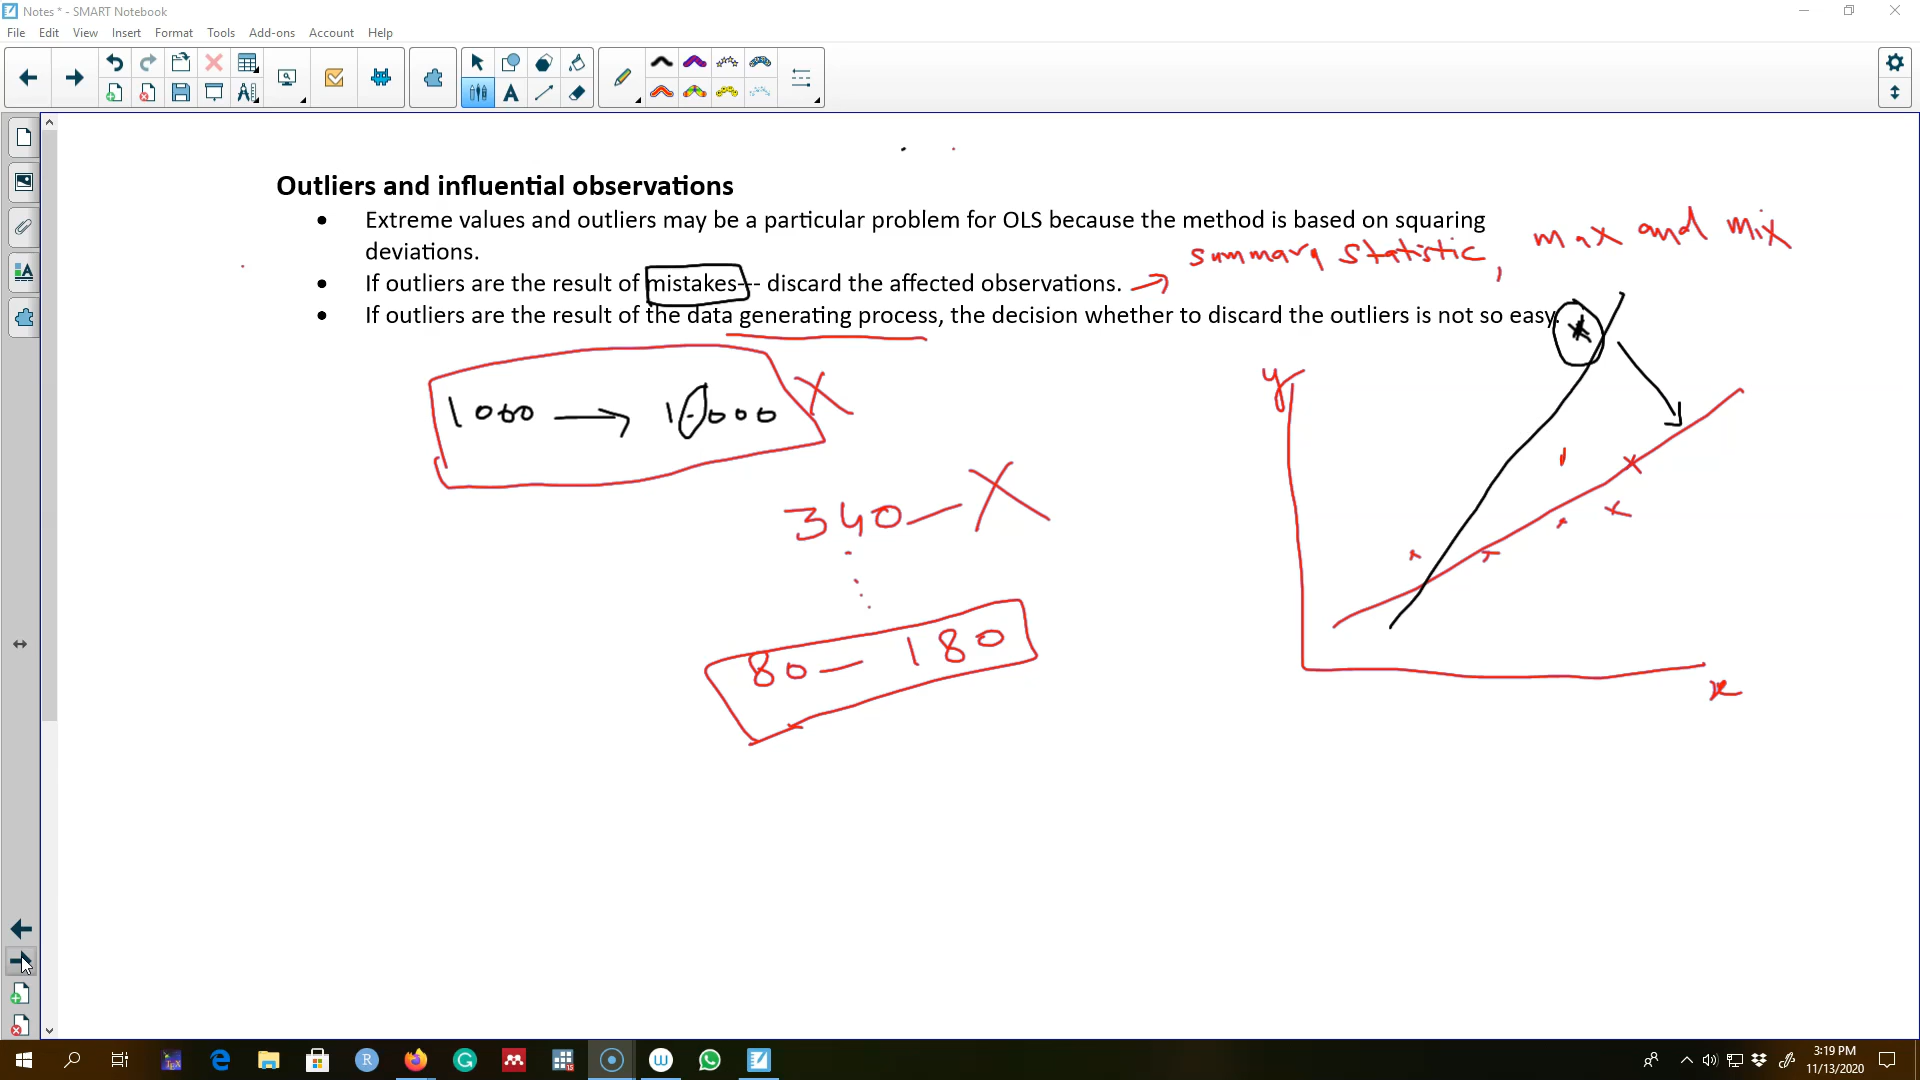 Notes * - SMART Notebook
File Edit View Insert Format Tools Add-ons Account Help
Outliers and influential observations
• Extreme values and outliers may be a particular problem for OLS because the method is based on squaring
deviations.
summary statistic, max and mix
• If outliers are the result of mistakes--- discard the affected observations.
• If outliers are the result of the data generating process, the decision whether to discard the outliers is not so easy.
1000 → 10000 X
y
340 — X
80 — 180
x
3:19 PM
11/13/2020